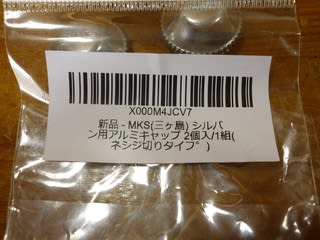 X000M4JCV7
新品 - MKS(三ヶ島) シルバ
ン用アルミキャップ 2個入/1組(
ネジ切りタイプ゜)